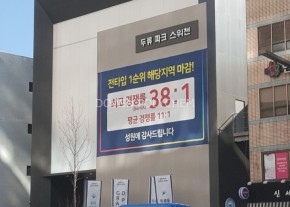 두류 파크 스위첸
전타입 1순위 해당지역 마감!
최고 경쟁률 38:1
평균 경쟁률 11:1
성원에 감사드립니다